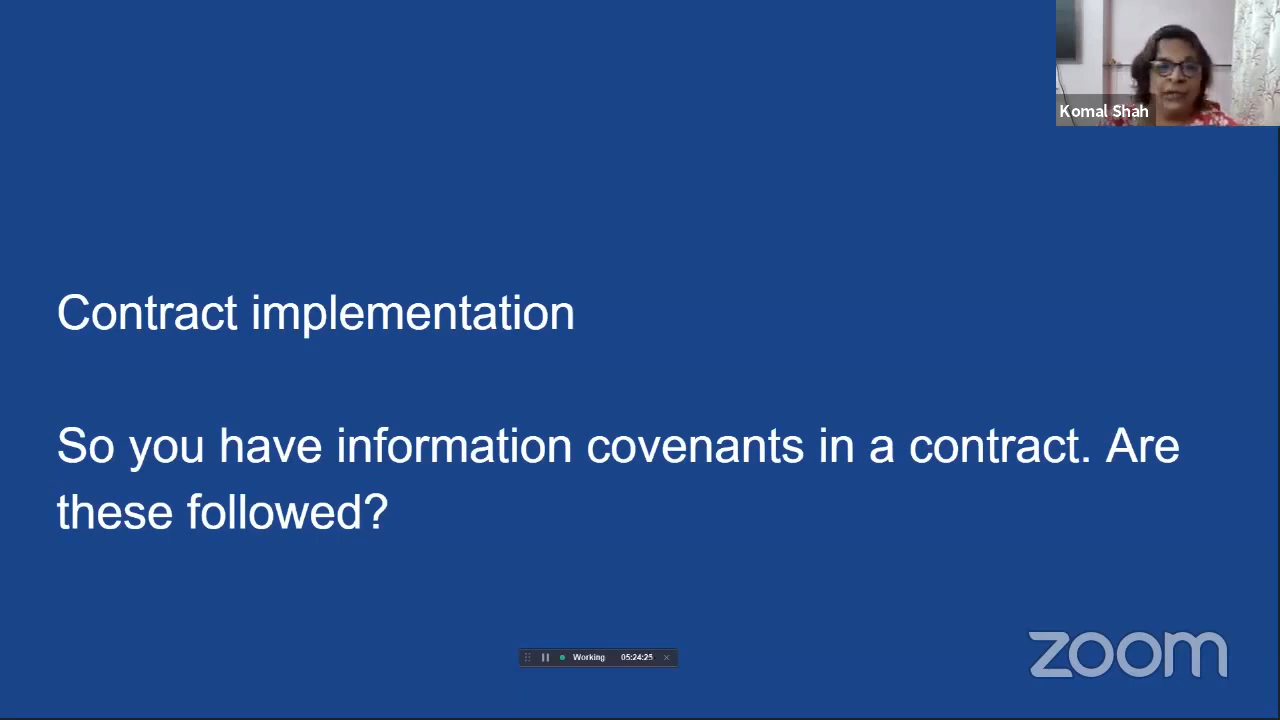 Komal Shah
Contract implementation
So you have information covenants in a contract. Are
these followed?
Working 05:24:25
zoom